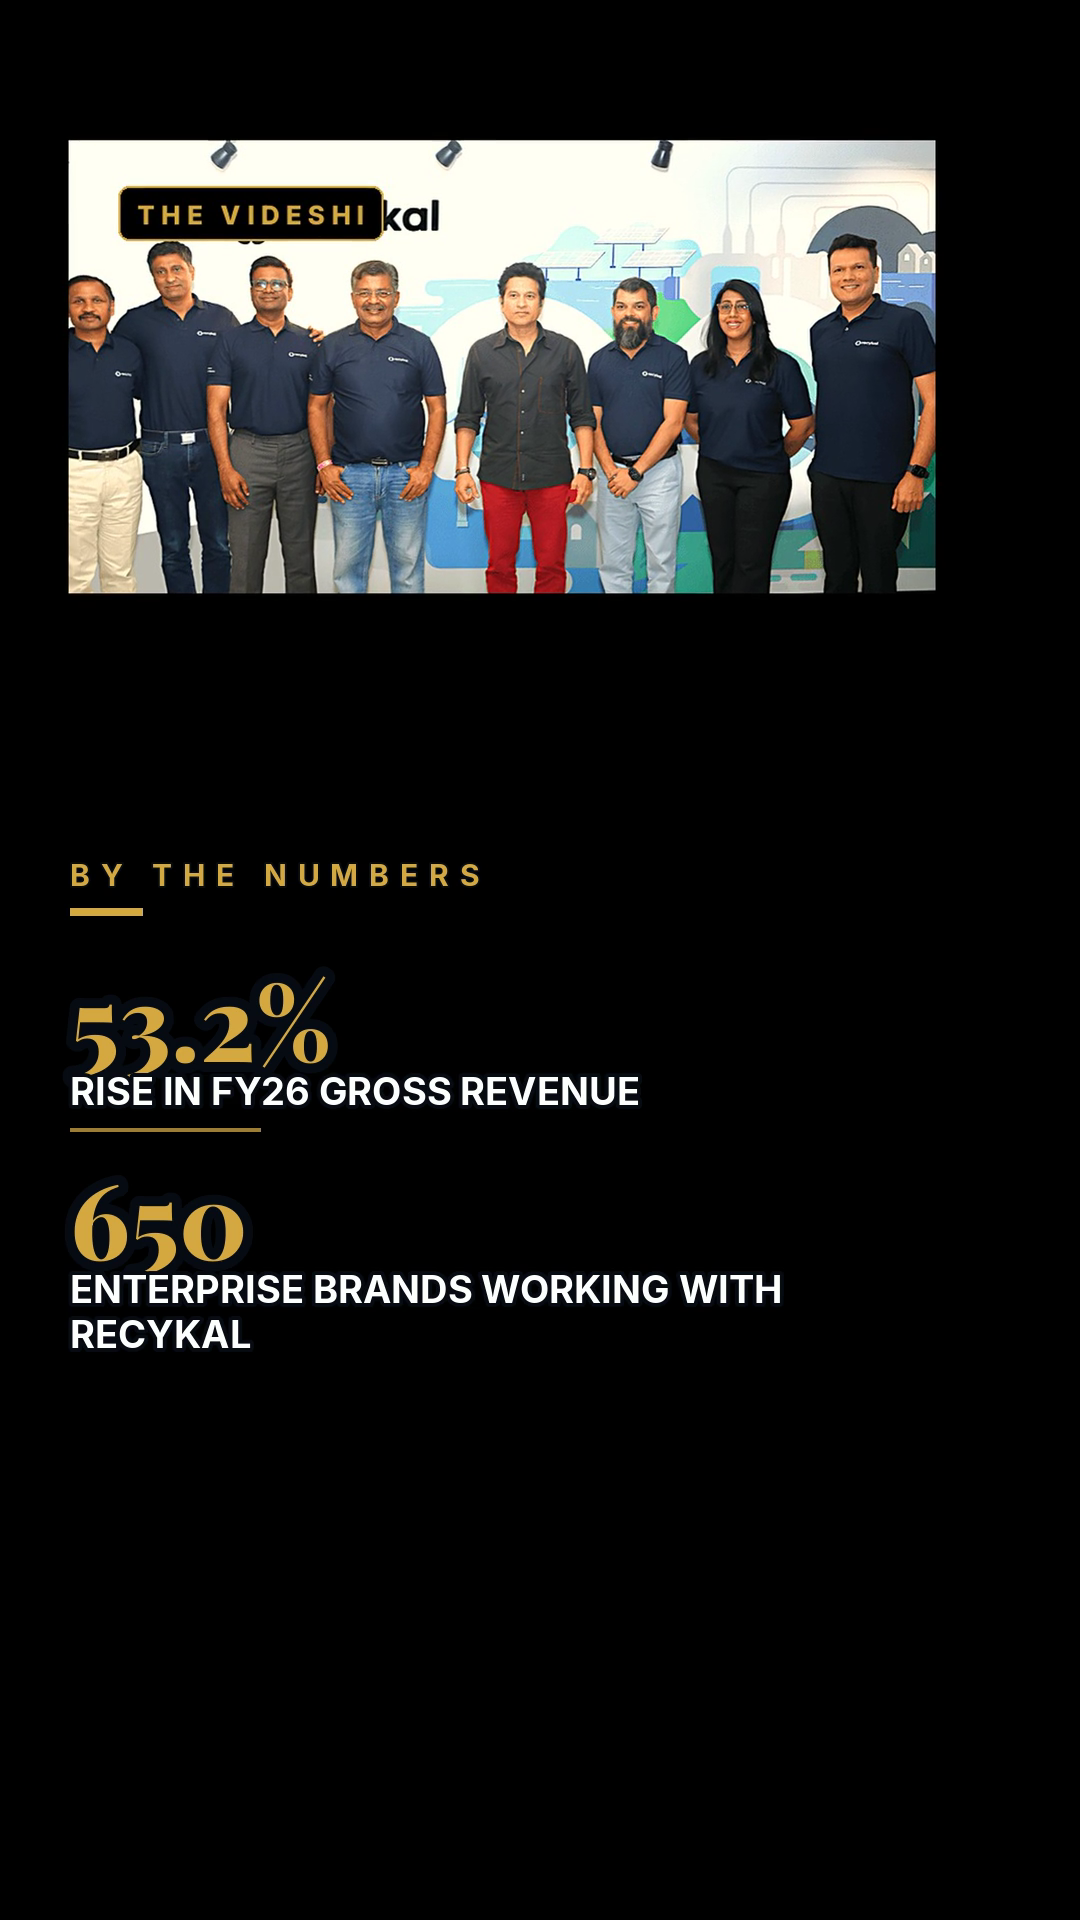 THE VIDESHI
kal
BY THE NUMBERS
53.2%
RISE IN FY26 GROSS REVENUE
650
ENTERPRISE BRANDS WORKING WITH
RECYKAL